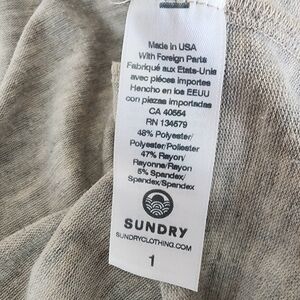 Made in USA
With Foreign Parts
Fabriqué aux Etats-Unis
avec pièces importes
Hencho en los EEUU
con piezas importadas
CA 40554
RN 134579
48% Polyester/
Polyester/Poliester
47% Rayon/
Rayonne/Rayon
5% Spandex/
Spandex/Spandex
SUNDRY
SUNDRYCLOTHING.COM
1